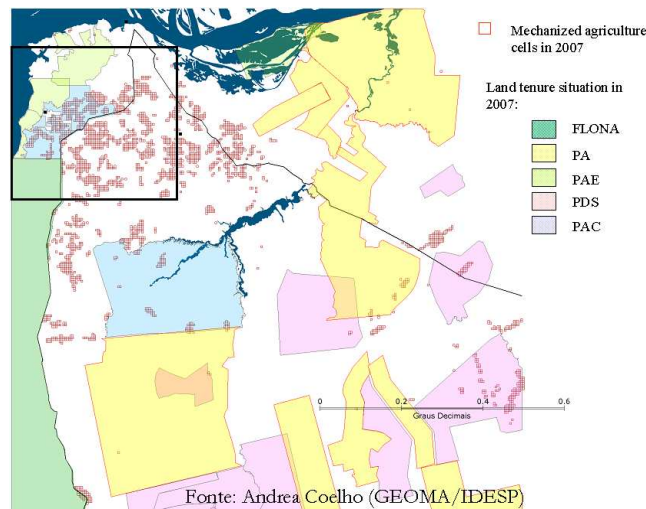 Mechanized agriculture
cells in 2007
Land tenure situation in
2007:
FLONA
PA
PAE
PDS
PAC
0
0.2
0.4
0.6
Graus Decimais
Fonte: Andrea Coelho (GEOMA/IDESP)